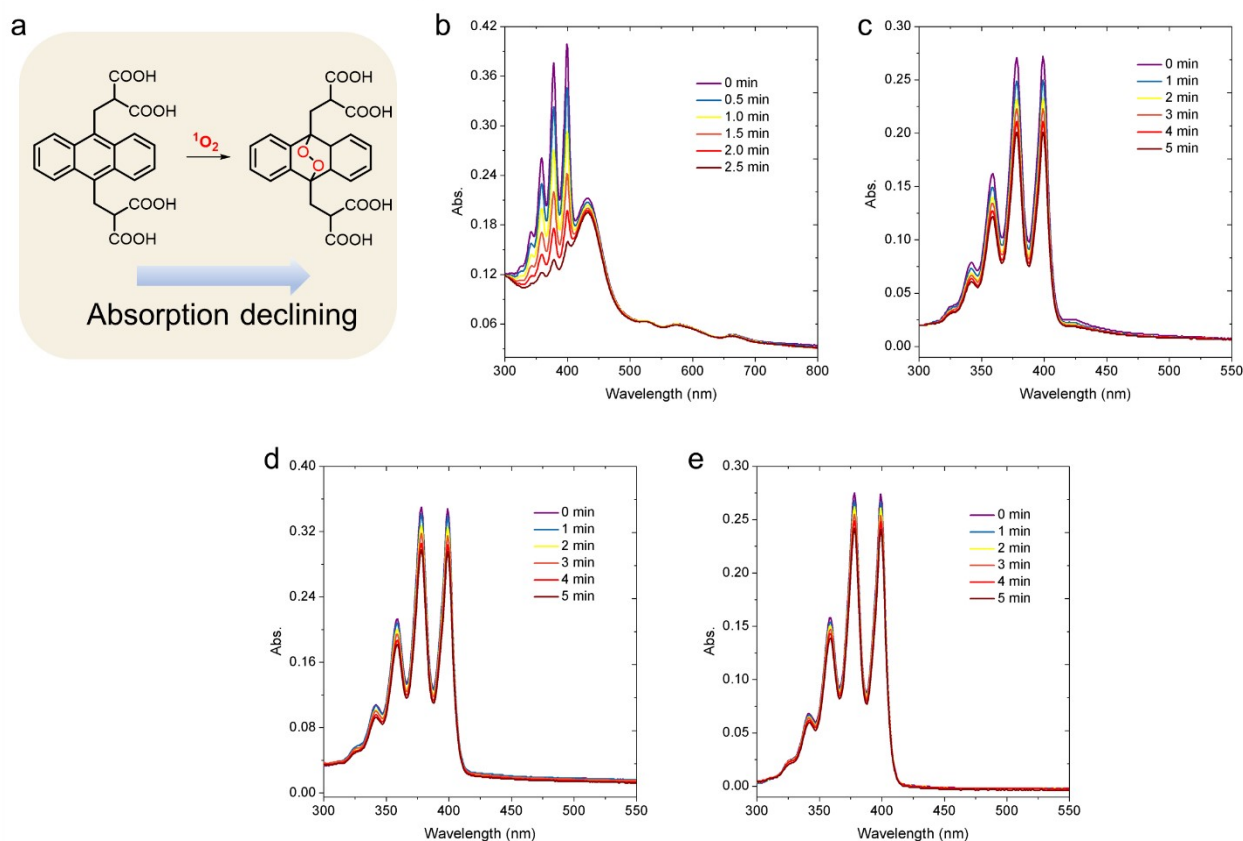 a
COOH
COOH
COOH
COOH
¹O₂
O
O
COOH
COOH
COOH
COOH
Absorption declining
b
0.42
0.36
0.30
0.24
0.18
0.12
0.06
Abs.
0 min
0.5 min
1.0 min
1.5 min
2.0 min
2.5 min
300 400 500 600 700 800
Wavelength (nm)
c
0.30
0.25
0.20
0.15
0.10
0.05
0.00
Abs.
0 min
1 min
2 min
3 min
4 min
5 min
300 350 400 450 500 550
Wavelength (nm)
d
0.40
0.32
0.24
0.16
0.08
0.00
Abs.
0 min
1 min
2 min
3 min
4 min
5 min
300 350 400 450 500 550
Wavelength (nm)
e
0.30
0.25
0.20
0.15
0.10
0.05
0.00
Abs.
0 min
1 min
2 min
3 min
4 min
5 min
300 350 400 450 500 550
Wavelength (nm)